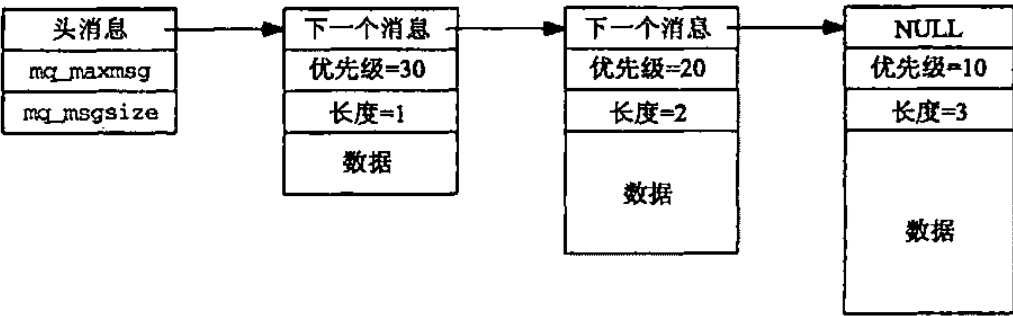 头消息
mq_maxmsg
mq_msgsize
下一个消息
优先级=30
长度=1
数据
下一个消息
优先级=20
长度=2
数据
NULL
优先级=10
长度=3
数据